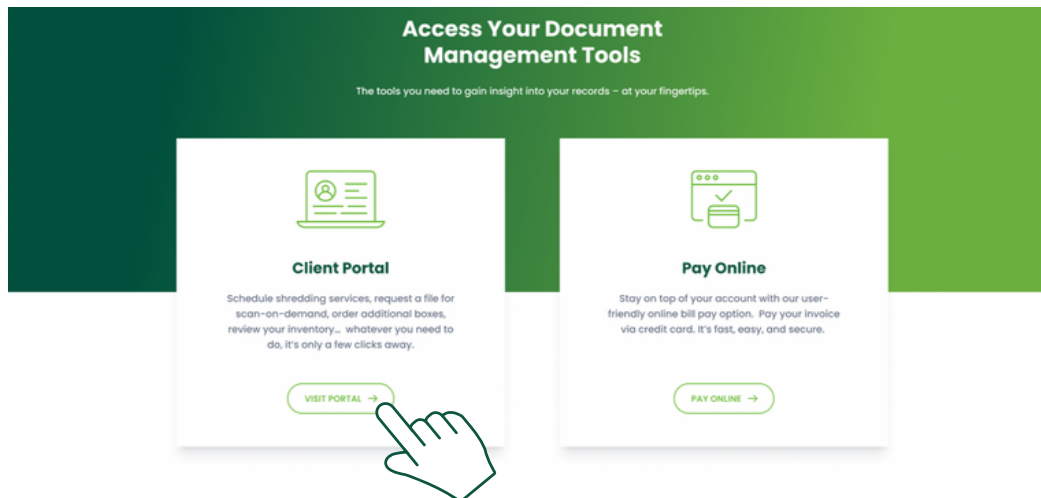 Access Your Document
Management Tools
The tools you need to gain insight into your records – at your fingertips.
Client Portal
Schedule shredding services, request a file for
scan-on-demand, order additional boxes,
review your inventory... whatever you need to
do, it's only a few clicks away.
VISIT PORTAL →
Pay Online
Stay on top of your account with our user-
friendly online bill pay option. Pay your invoice
via credit card. It's fast, easy, and secure.
PAY ONLINE →